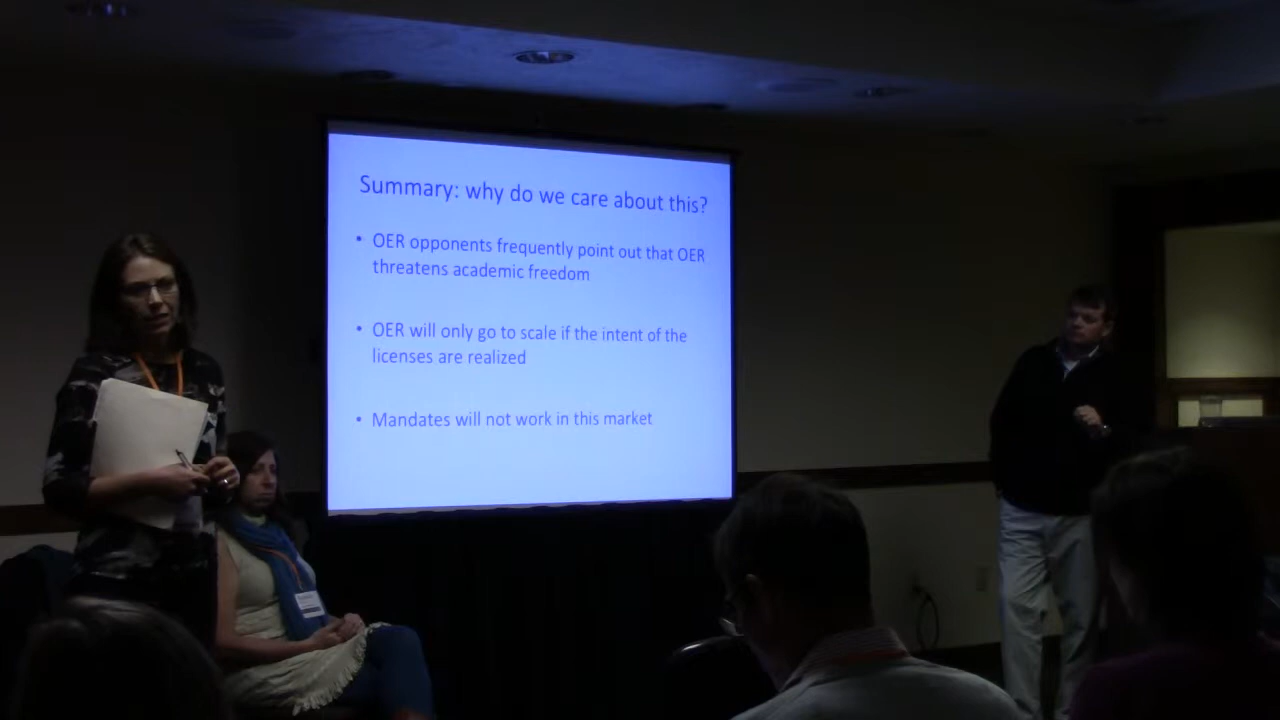 Summary: why do we care about this?
• OER opponents frequently point out that OER
threatens academic freedom
• OER will only go to scale if the intent of the
licenses are realized
• Mandates will not work in this market